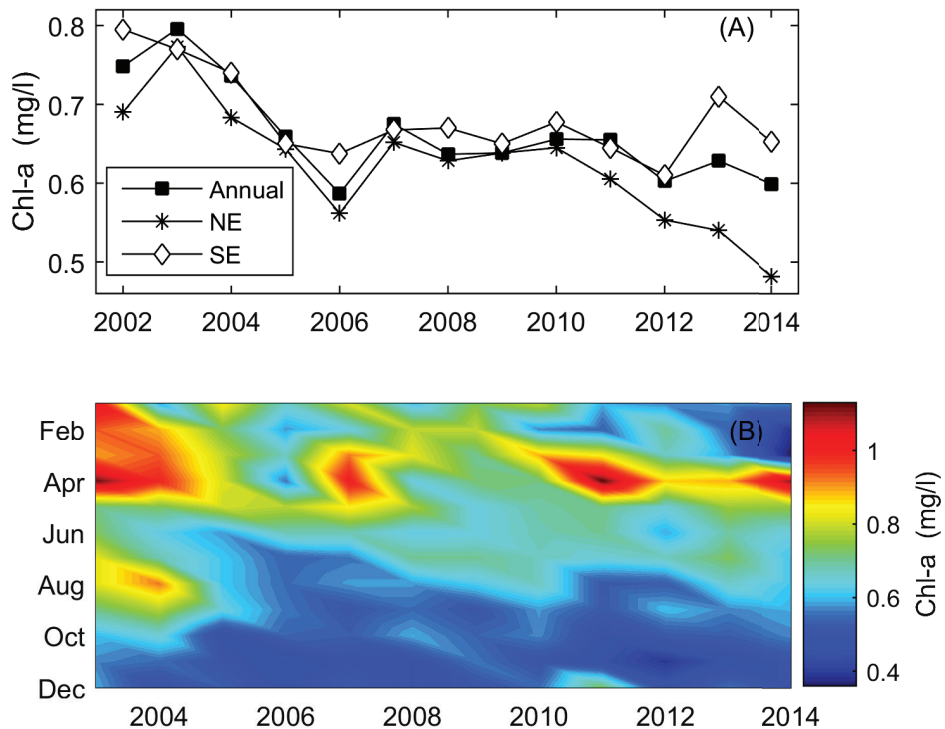 (A)
Chl-a (mg/l)
0.8
0.7
0.6
0.5
Annual
NE
SE
2002 2004 2006 2008 2010 2012 2014
(B)
Feb
Apr
Jun
Aug
Oct
Dec
2004 2006 2008 2010 2012 2014
1
0.8
0.6
0.4
Chl-a (mg/l)